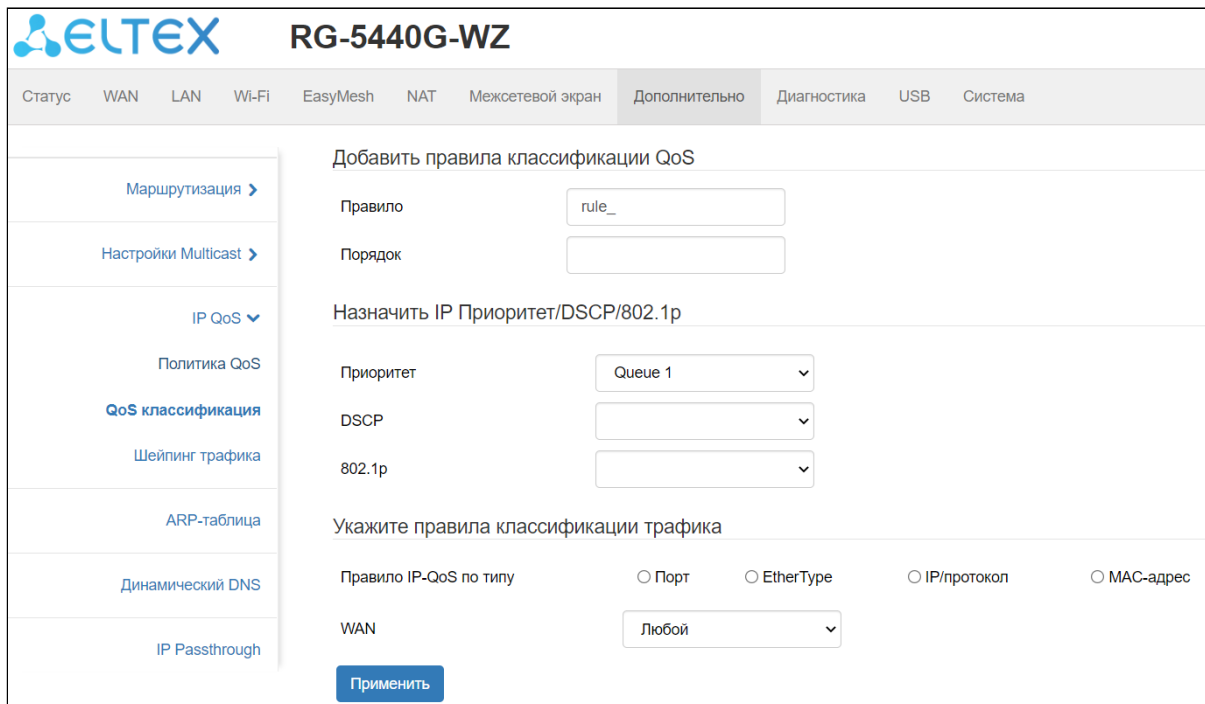 ELTEX RG-5440G-WZ
Статус WAN LAN Wi-Fi EasyMesh NAT Межсетевой экран Дополнительно Диагностика USB Система
Маршрутизация
Настройки Multicast
IP QoS
Политика QoS
QoS классификация
Шейпинг трафика
ARP-таблица
Динамический DNS
IP Passthrough
Добавить правила классификации QoS
Правило rule_
Порядок
Назначить IP Приоритет/DSCP/802.1p
Приоритет Queue 1
DSCP
802.1p
Укажите правила классификации трафика
Правило IP-QoS по типу Порт EtherType IP/протокол MAC-адрес
WAN Любой
Применить